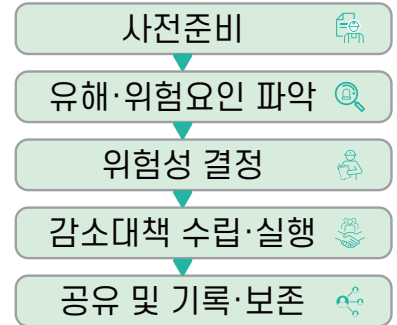 사전준비
유해·위험요인 파악
위험성 결정
감소대책 수립·실행
공유 및 기록·보존